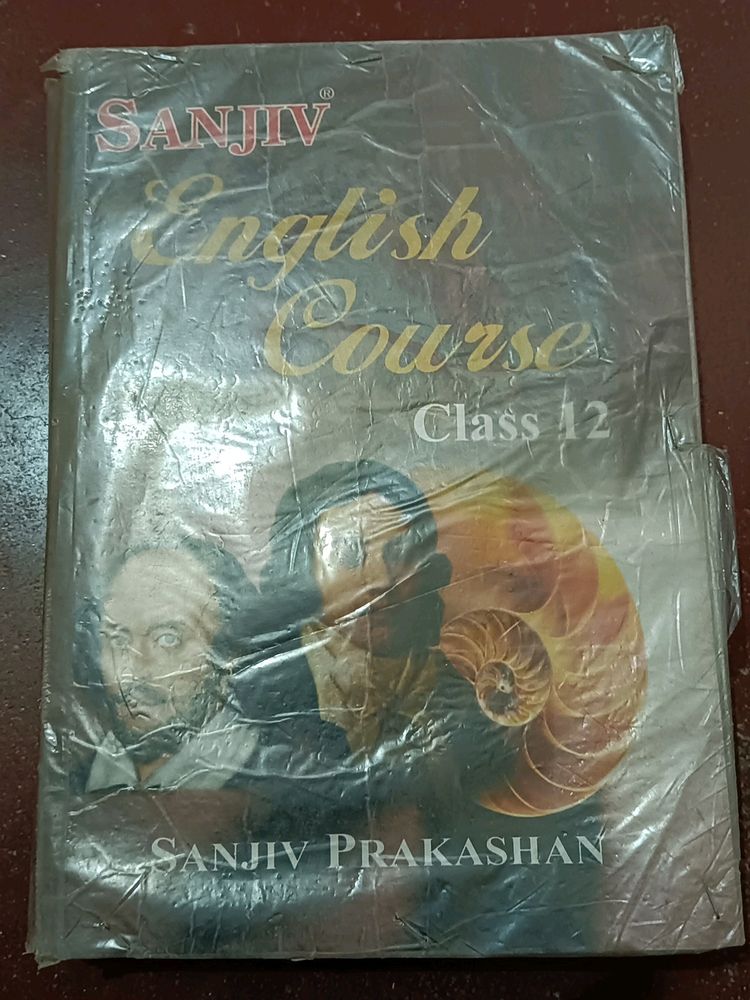 SANJIV®
English
Course
Class 12
SANJIV PRAKASHAN